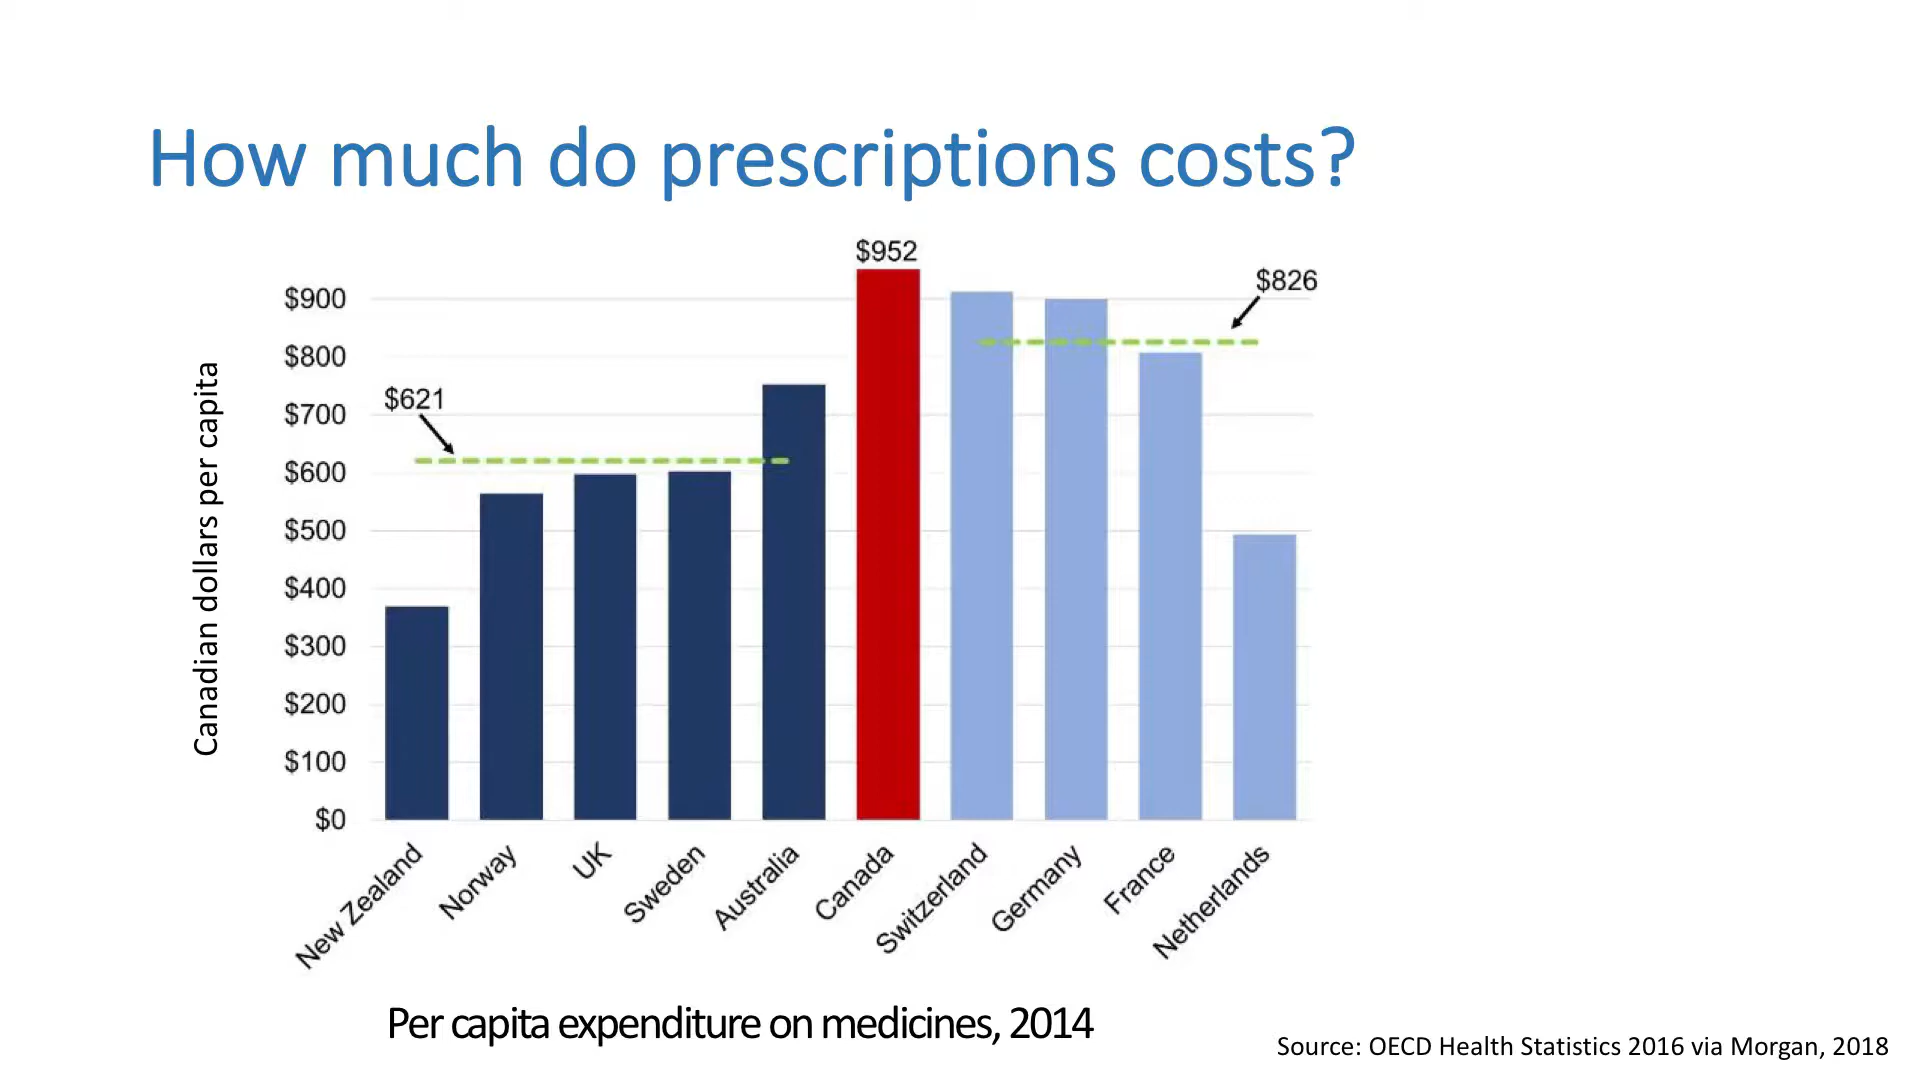 How much do prescriptions costs?
$952
$826
$621
$900
$800
$700
$600
$500
$400
$300
$200
$100
$0
Canadian dollars per capita
New Zealand
Norway
UK
Sweden
Australia
Canada
Switzerland
Germany
France
Netherlands
Per capita expenditure on medicines, 2014
Source: OECD Health Statistics 2016 via Morgan, 2018